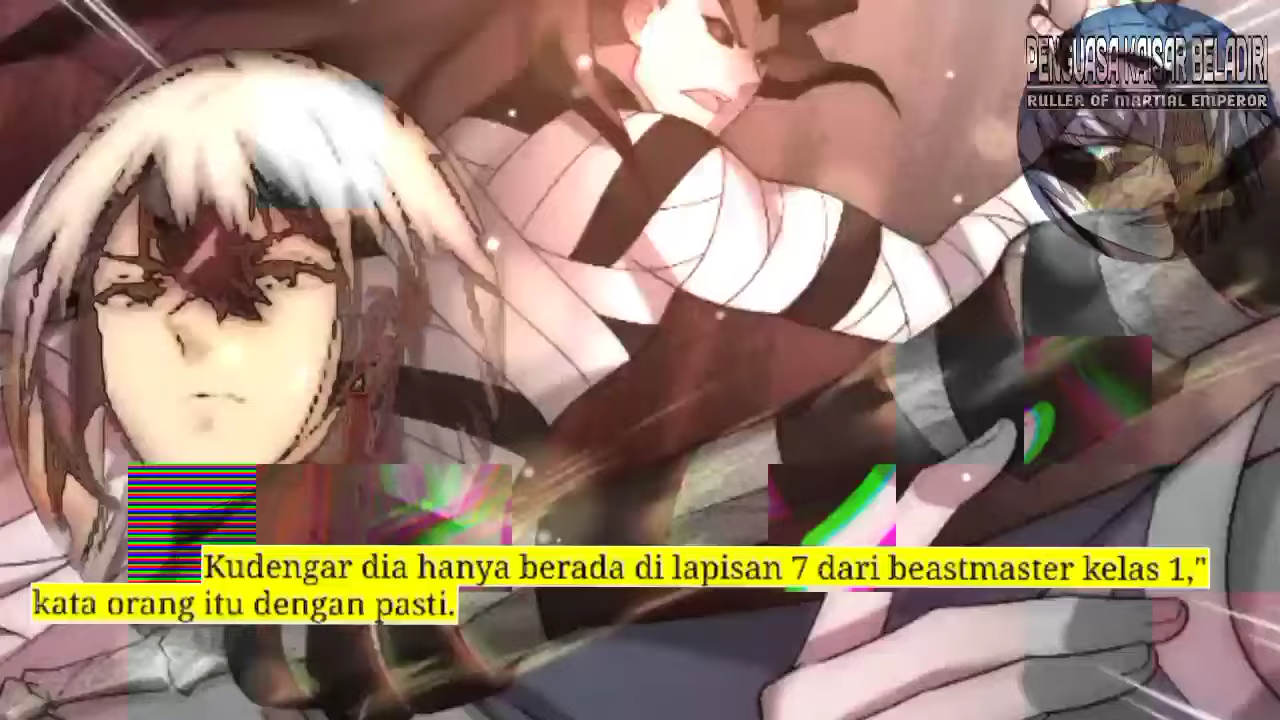 PENGUASA KAISAR BELADIRI
RULLER OF MARTIAL EMPEROR
Kudengar dia hanya berada di lapisan 7 dari beastmaster kelas 1,"
kata orang itu dengan pasti.